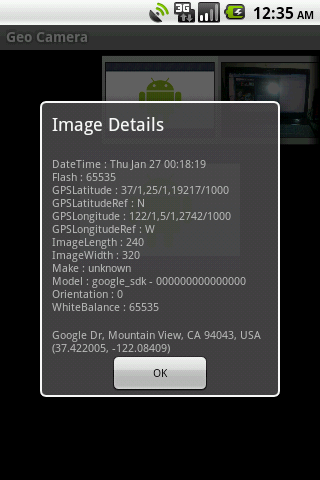 3G
12:35 AM
Geo Camera
Image Details
DateTime : Thu Jan 27 00:18:19
Flash : 65535
GPSLatitude : 37/1,25/1,19217/1000
GPSLatitudeRef : N
GPSLongitude : 122/1,5/1,2742/1000
GPSLongitudeRef : W
ImageLength : 240
ImageWidth : 320
Make : unknown
Model : google_sdk - 000000000000000
Orientation : 0
WhiteBalance : 65535
Google Dr, Mountain View, CA 94043, USA
(37.422005, -122.08409)
OK